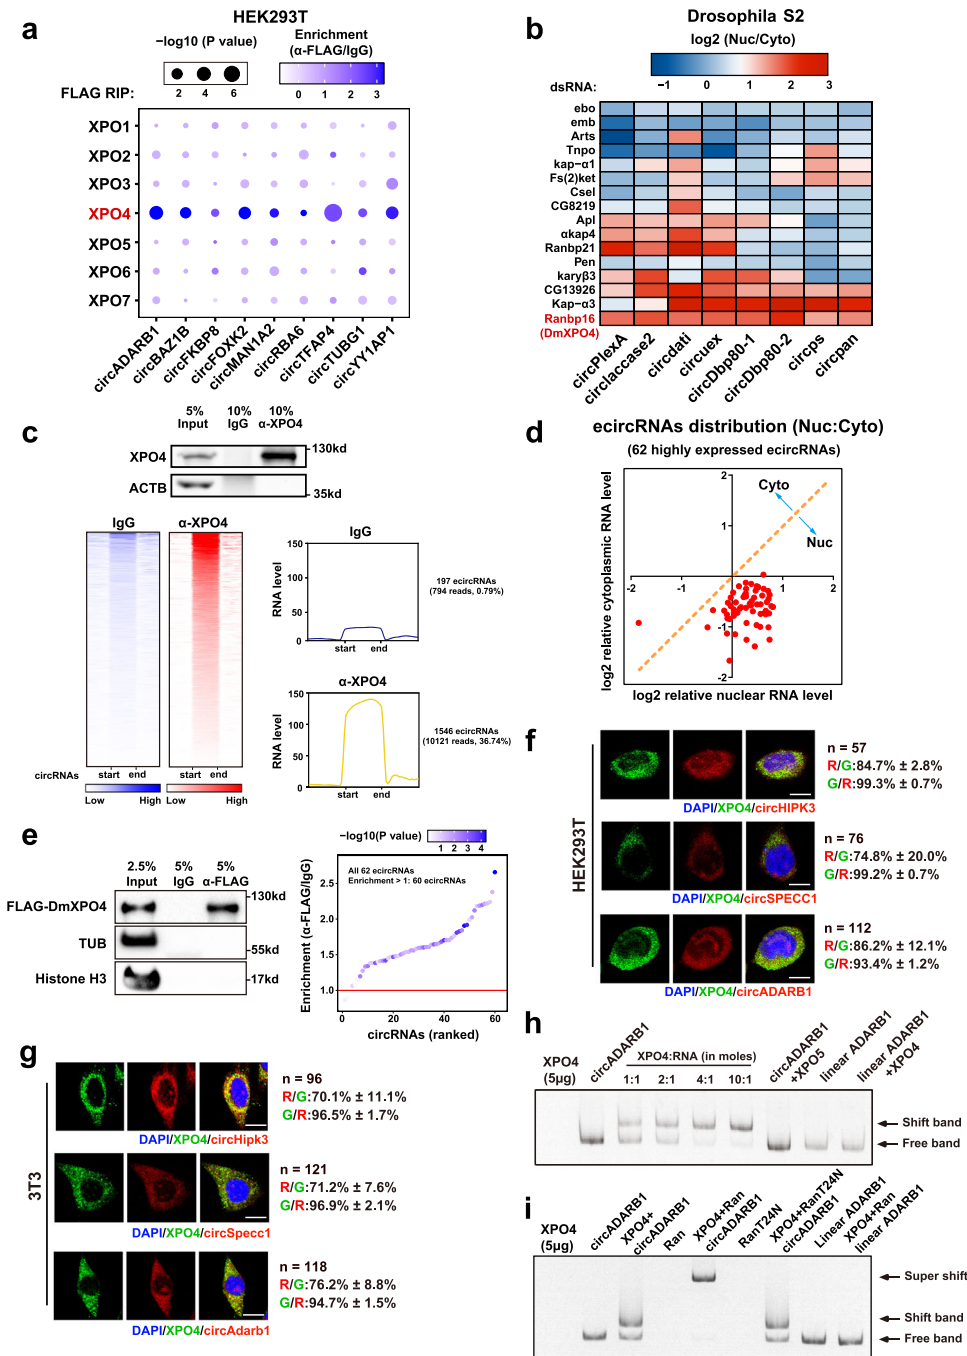 a
HEK293T
−log10 (P value)
Enrichment
(α-FLAG/IgG)
FLAG RIP:
2 4 6
0 1 2 3
XPO1
XPO2
XPO3
XPO4
XPO5
XPO6
XPO7
circADARB1
circBAZ1B
circFKBP8
circFOXK2
circMAN1A2
circRBA6
circTFAP4
circTUBG1
circYY1AP1
b
Drosophila S2
log2 (Nuc/Cyto)
dsRNA:
−1 0 1 2 3
ebo
emb
Arts
Tnpo
kap−α1
Fs(2)ket
Csel
CG8219
Apl
αkap4
Ranbp21
Pen
karyβ3
CG13926
Kap−α3
Ranbp16
(DmXPO4)
circPlexA
circlaccase2
circdati
circuex
circDbp80-1
circDbp80-2
circps
circpan
c
5%
Input
10%
IgG
10%
α-XPO4
XPO4
130kd
ACTB
35kd
IgG
α-XPO4
circRNAs
start end
start end
Low High
Low High
IgG
RNA level
150
100
50
0
start end
197 ecircRNAs
(794 reads, 0.79%)
α-XPO4
RNA level
150
100
50
0
start end
1546 ecircRNAs
(10121 reads, 36.74%)
d
ecircRNAs distribution (Nuc:Cyto)
(62 highly expressed ecircRNAs)
log2 relative cytoplasmic RNA level
2
1
-1
-2
-2 -1 0 1 2
Cyto
Nuc
log2 relative nuclear RNA level
e
2.5%
Input
5%
IgG
5%
α-FLAG
FLAG-DmXPO4
130kd
TUB
55kd
Histone H3
17kd
−log10(P value)
1 2 3 4
All 62 ecircRNAs
Enrichment > 1: 60 ecircRNAs
Enrichment (α-FLAG/IgG)
2.5
2.0
1.5
1.0
0 20 40 60
circRNAs (ranked)
f
HEK293T
n = 57
R/G:84.7% ± 2.8%
G/R:99.3% ± 0.7%
DAPI/XPO4/circHIPK3
n = 76
R/G:74.8% ± 20.0%
G/R:99.2% ± 0.7%
DAPI/XPO4/circSPECC1
n = 112
R/G:86.2% ± 12.1%
G/R:93.4% ± 1.2%
DAPI/XPO4/circADARB1
g
3T3
n = 96
R/G:70.1% ± 11.1%
G/R:96.5% ± 1.7%
DAPI/XPO4/circHipk3
n = 121
R/G:71.2% ± 7.6%
G/R:96.9% ± 2.1%
DAPI/XPO4/circSpecc1
n = 118
R/G:76.2% ± 8.8%
G/R:94.7% ± 1.5%
DAPI/XPO4/circAdarb1
h
XPO4
(5μg)
circADARB1
XPO4:RNA (in moles)
1:1 2:1 4:1 10:1
circADARB1
+XPO5
linear ADARB1
linear ADARB1
+XPO4
Shift band
Free band
i
XPO4
(5μg)
circADARB1
XPO4+
circADARB1
Ran
XPO4+Ran
circADARB1
RanT24N
XPO4+RanT24N
circADARB1
Linear ADARB1
XPO4+Ran
linear ADARB1
Super shift
Shift band
Free band